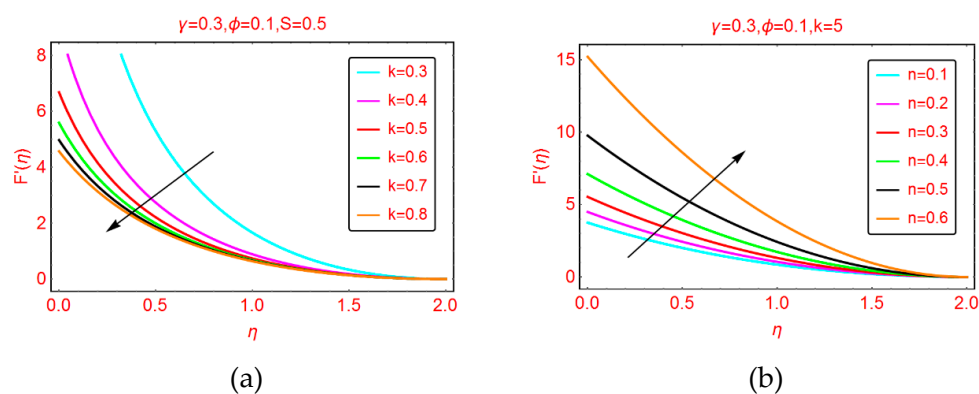 γ=0.3,ϕ=0.1,S=0.5
8
6
4
2
0
F'(η)
k=0.3
k=0.4
k=0.5
k=0.6
k=0.7
k=0.8
0.0 0.5 1.0 1.5 2.0
η
(a)
γ=0.3,ϕ=0.1,k=5
15
10
5
0
F'(η)
n=0.1
n=0.2
n=0.3
n=0.4
n=0.5
n=0.6
0.0 0.5 1.0 1.5 2.0
η
(b)